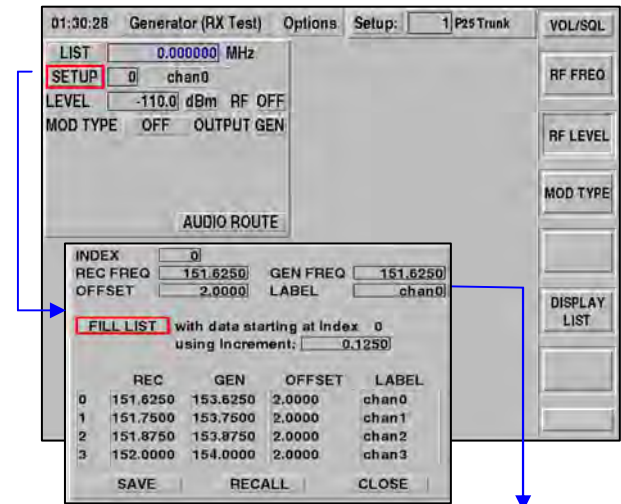 01:30:28 Generator (RX Test) Options Setup: 1 P25 Trunk
VOL/SQL
LIST 0.000000 MHz
SETUP 0 chan0
LEVEL -110.0 dBm RF OFF
MOD TYPE OFF OUTPUT GEN
AUDIO ROUTE
RF FREQ
RF LEVEL
MOD TYPE
DISPLAY
LIST
INDEX 0
REC FREQ 151.6250 GEN FREQ 151.6250
OFFSET 2.0000 LABEL chan0
FILL LIST with data starting at Index 0
using Increment: 0.1250
REC GEN OFFSET LABEL
0 151.6250 153.6250 2.0000 chan0
1 151.7500 153.7500 2.0000 chan1
2 151.8750 153.8750 2.0000 chan2
3 152.0000 154.0000 2.0000 chan3
SAVE RECALL CLOSE